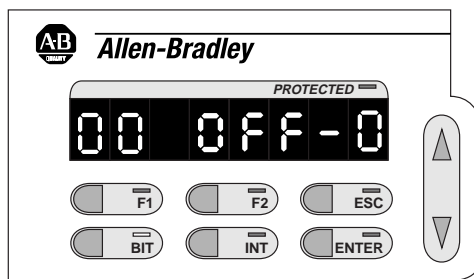 A-B
QUALITY
Allen-Bradley
PROTECTED
00 OFF-0
F1 F2 ESC
BIT INT ENTER